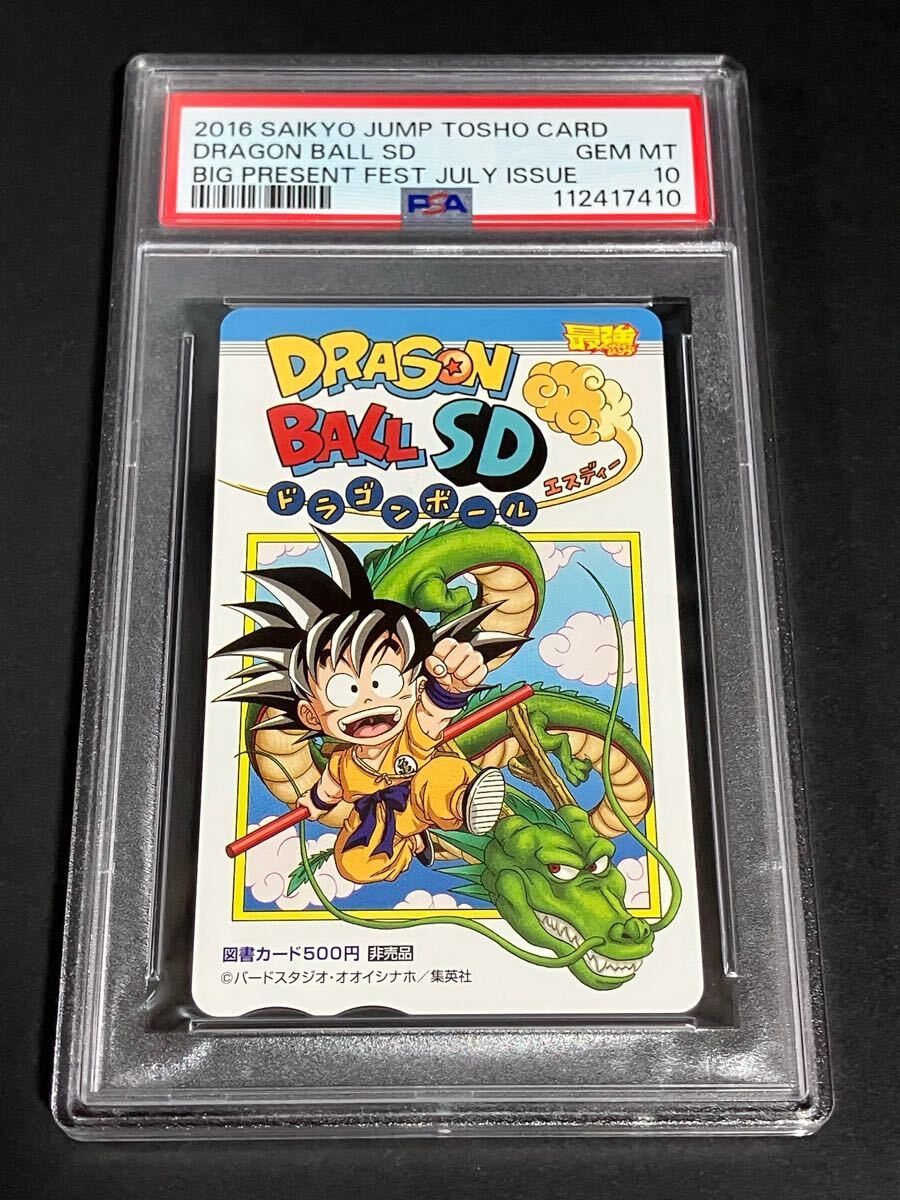 2016 SAIKYO JUMP TOSHO CARD
DRAGON BALL SD GEM MT
BIG PRESENT FEST JULY ISSUE 10
PSA 112417410
最強
DRAGON
BALL SD
ドラゴンボール エスディー
亀
図書カード500円 非売品
©バードスタジオ・オオイシナホ/集英社